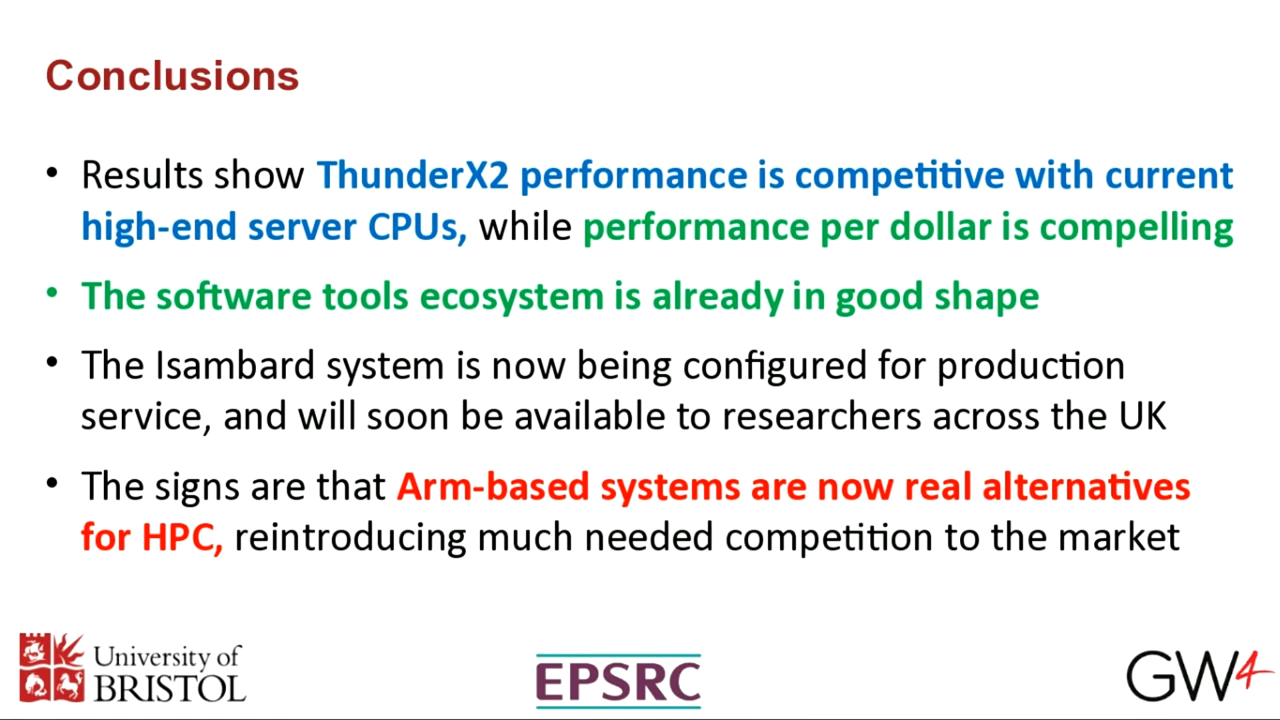 Conclusions
• Results show ThunderX2 performance is competitive with current
high-end server CPUs, while performance per dollar is compelling
• The software tools ecosystem is already in good shape
• The Isambard system is now being configured for production
service, and will soon be available to researchers across the UK
• The signs are that Arm-based systems are now real alternatives
for HPC, reintroducing much needed competition to the market
University of
BRISTOL
EPSRC
GW4